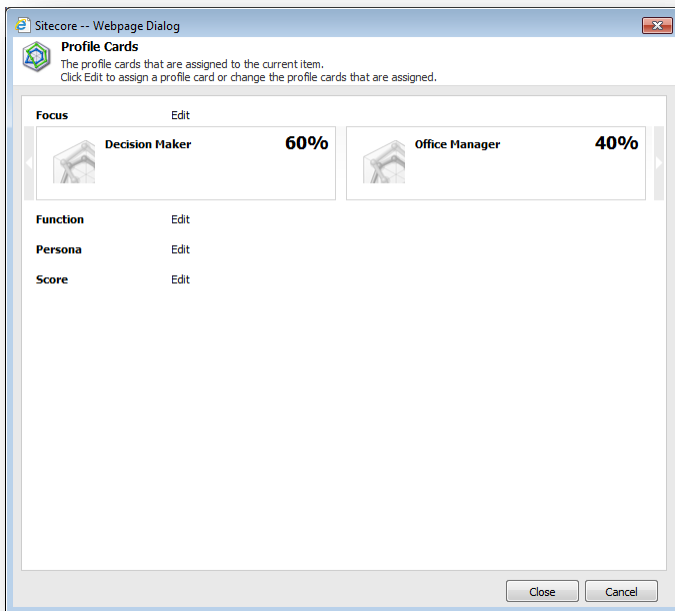 Sitecore -- Webpage Dialog
Profile Cards
The profile cards that are assigned to the current item.
Click Edit to assign a profile card or change the profile cards that are assigned.
Focus Edit
Decision Maker 60% Office Manager 40%
Function Edit
Persona Edit
Score Edit
Close Cancel